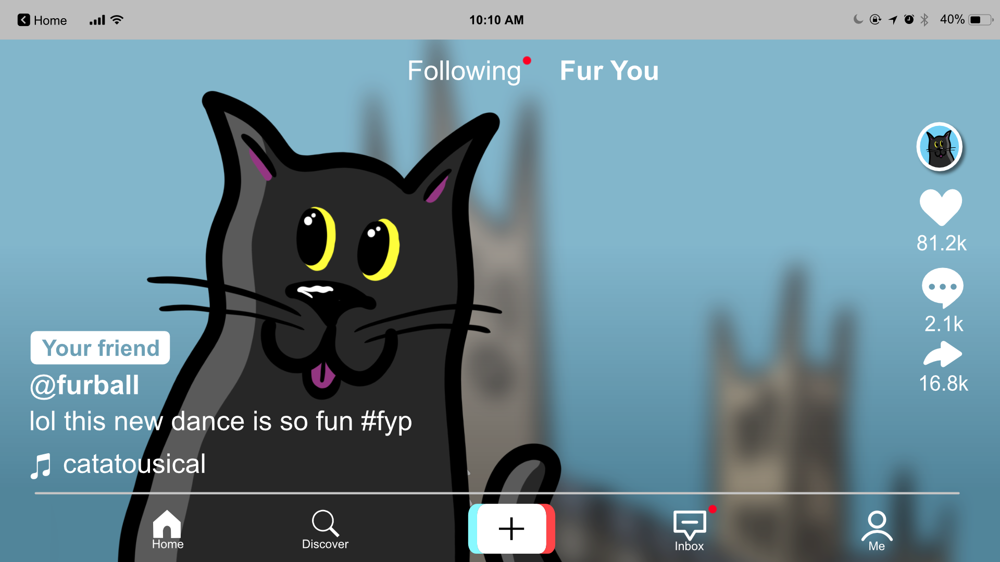 Home
10:10 AM
40%
Following
Fur You
81.2k
2.1k
16.8k
Your friend
@furball
lol this new dance is so fun #fyp
catatousical
Home
Discover
Inbox
Me